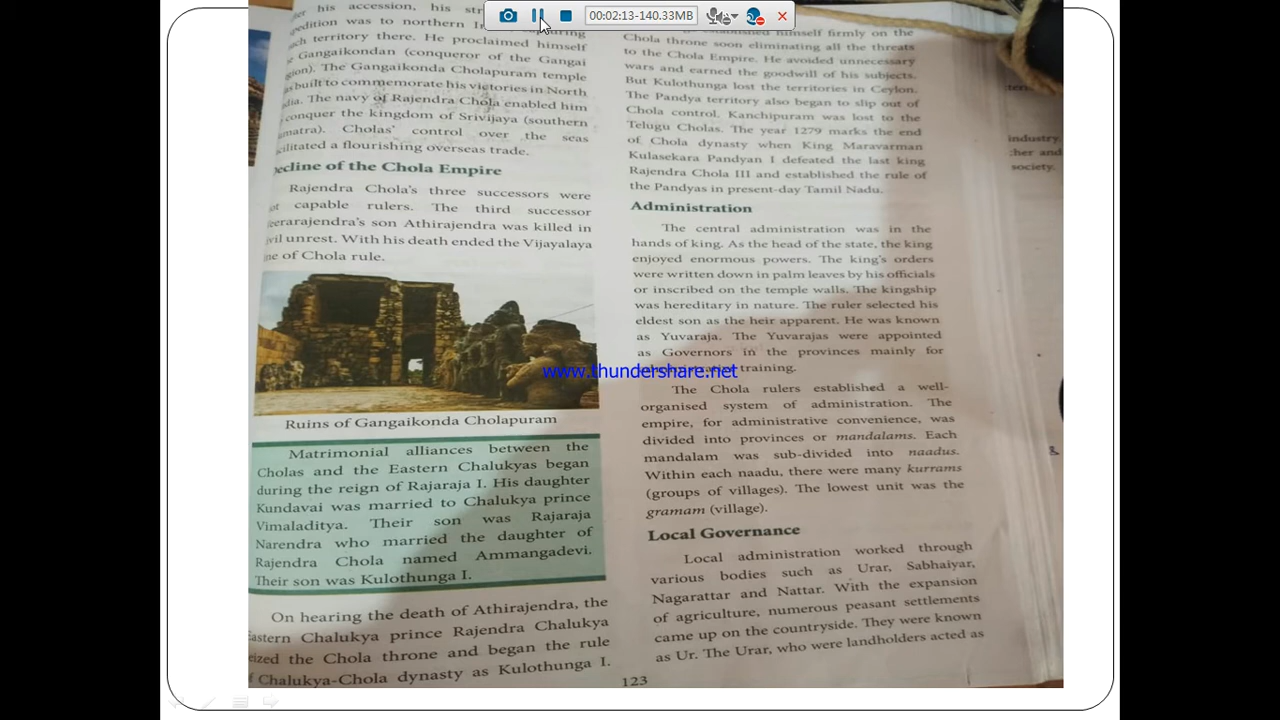 00:02:13-140.33MB
his accession, his
was to northern
territory there. He proclaimed himself
Gangaikondan (conqueror of the Gangai
The Gangaikonda Cholapuram temple
built to commemorate his victories in North
The navy of Rajendra Chola enabled him
conquer the kingdom of Srivijaya (southern
Cholas' control over the seas
a flourishing overseas trade.
of the Chola Empire
Rajendra Chola's three successors were
capable rulers. The third successor
son Athirajendra was killed in
unrest. With his death ended the Vijayalaya
of Chola rule.
Ruins of Gangaikonda Cholapuram
Matrimonial alliances between the
Cholas and the Eastern Chalukyas began
during the reign of Rajaraja I. His daughter
Kundavai was married to Chalukya prince
Vimaladitya. Their son was Rajaraja
Narendra who married the daughter of
Rajendra Chola named Ammangadevi.
Their son was Kulothunga I.
On hearing the death of Athirajendra, the
Chalukya prince Rajendra Chalukya
the Chola throne and began the rule
Chalukya-Chola dynasty as Kulothunga I.
himself firmly on the
Chola throne soon eliminating all the threats
to the Chola Empire. He avoided unnecessary
wars and earned the goodwill of his subjects.
But Kulothunga lost the territories in Ceylon.
The Pandya territory also began to slip out of
Chola control. Kanchipuram was lost to the
Telugu Cholas. The year 1279 marks the end
of Chola dynasty when King Maravarman
Kulasekara Pandyan I defeated the last king
Rajendra Chola III and established the rule of
the Pandyas in present-day Tamil Nadu.
Administration
The central administration was in the
hands of king. As the head of the state, the king
enjoyed enormous powers. The king's orders
were written down in palm leaves by his officials
or inscribed on the temple walls. The kingship
was hereditary in nature. The ruler selected his
eldest son as the heir apparent. He was known
as Yuvaraja. The Yuvarajas were appointed
as Governors in the provinces mainly for
training.
www.thundershare.net
The Chola rulers established a well-
organised system of administration. The
empire, for administrative convenience, was
divided into provinces or mandalams. Each
mandalam was sub-divided into naadus.
Within each naadu, there were many kurrams
(groups of villages). The lowest unit was the
gramam (village).
Local Governance
Local administration worked through
various bodies such as Urar, Sabhaiyar,
Nagarattar and Nattar. With the expansion
of agriculture, numerous peasant settlements
came up on the countryside. They were known
as Ur. The Urar, who were landholders acted as
123
industry.
and
society.
&